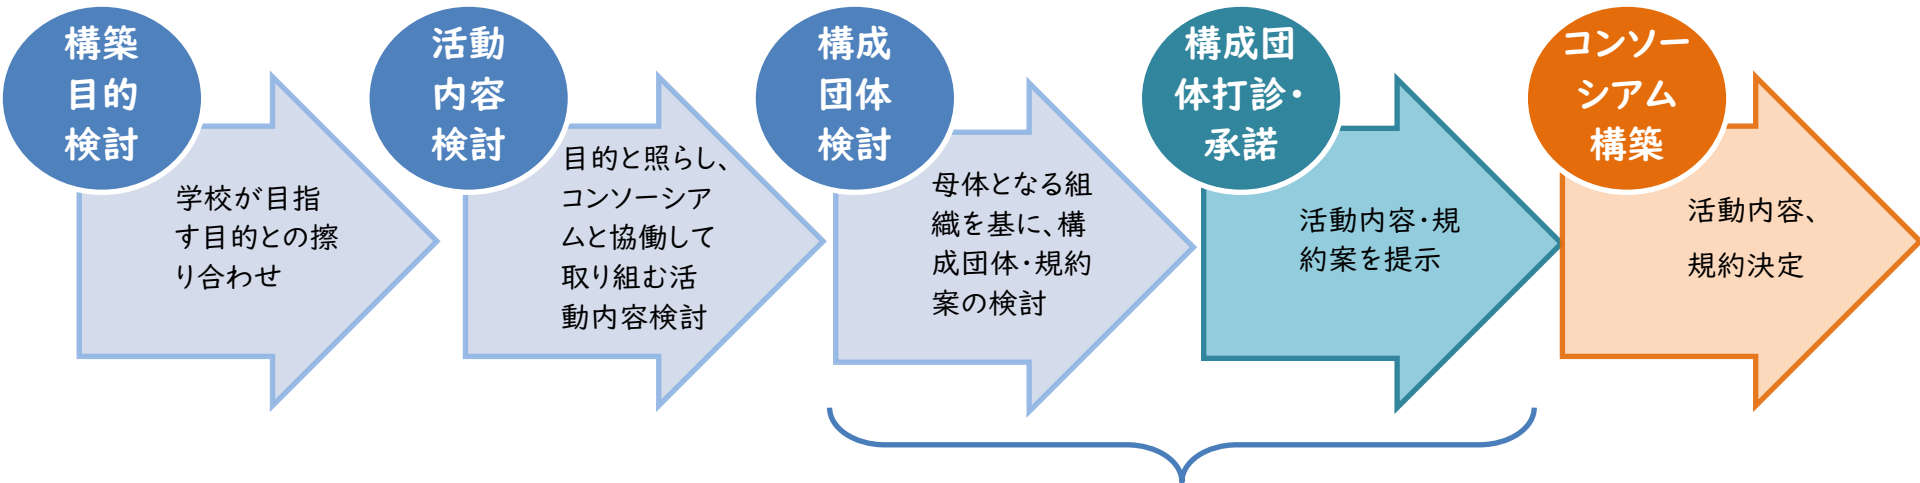 構築
目的
検討
学校が目指
す目的との擦
り合わせ
活動
内容
検討
目的と照らし、
コンソーシア
ムと協働して
取り組む活
動内容検討
構成
団体
検討
母体となる組
織を基に、構
成団体・規約
案の検討
構成団
体打診・
承諾
活動内容・規
約案を提示
コンソー
シアム
構築
活動内容、
規約決定